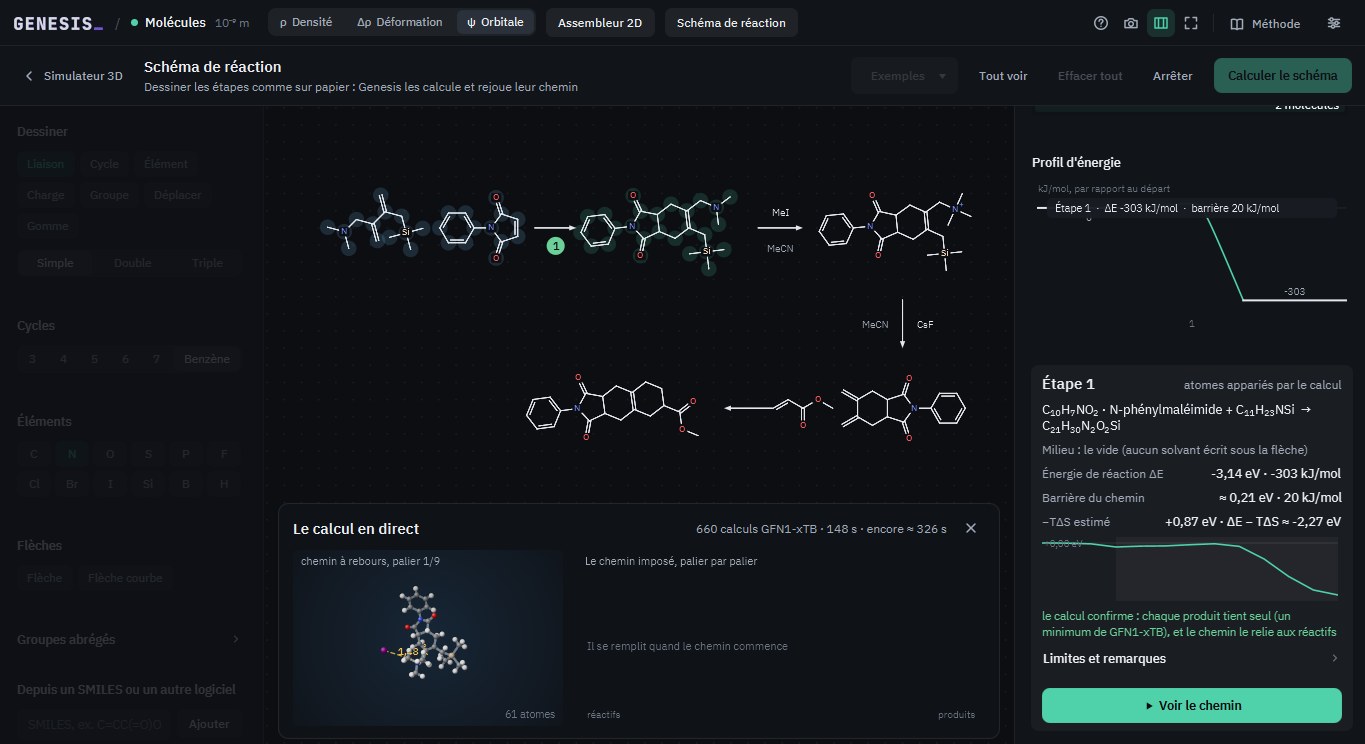 GENESIS_ / Molécules 10⁻⁹ m ρ Densité Δρ Déformation ψ Orbitale Assembleur 2D Schéma de réaction Méthode
Simulateur 3D
Schéma de réaction
Dessiner les étapes comme sur papier : Genesis les calcule et rejoue leur chemin
Exemples Tout voir Effacer tout Arrêter Calculer le schéma
Dessiner
Liaison Cycle Élément
Charge Groupe Déplacer
Gomme
Simple Double Triple
Cycles
3 4 5 6 7 Benzène
Éléments
C N O S P F
Cl Br I Si B H
Flèches
Flèche Flèche courbe
Groupes abrégés
Depuis un SMILES ou un autre logiciel
SMILES, ex. C=CC(=O)O Ajouter
N Si N O O
1
O N O N Si
MeI
MeCN
O N O N+ Si
MeCN CsF
O N O O O
O O
O N O
Le calcul en direct
660 calculs GFN1-xTB · 148 s · encore ≈ 326 s
chemin à rebours, palier 1/9
61 atomes
Le chemin imposé, palier par palier
Il se remplit quand le chemin commence
réactifs produits
2 molécules
Profil d'énergie
kJ/mol, par rapport au départ
Étape 1 · ΔE -303 kJ/mol · barrière 20 kJ/mol
0
-303
1
Étape 1 atomes appariés par le calcul
C₁₀H₇NO₂ · N-phénylmaléimide + C₁₁H₂₃NSi →
C₂₁H₃₀N₂O₂Si
Milieu : le vide (aucun solvant écrit sous la flèche)
Énergie de réaction ΔE -3,14 eV · -303 kJ/mol
Barrière du chemin ≈ 0,21 eV · 20 kJ/mol
−TΔS estimé +0,87 eV · ΔE − TΔS ≈ -2,27 eV
+0,00 eV
le calcul confirme : chaque produit tient seul (un
minimum de GFN1-xTB), et le chemin le relie aux réactifs
Limites et remarques
Voir le chemin